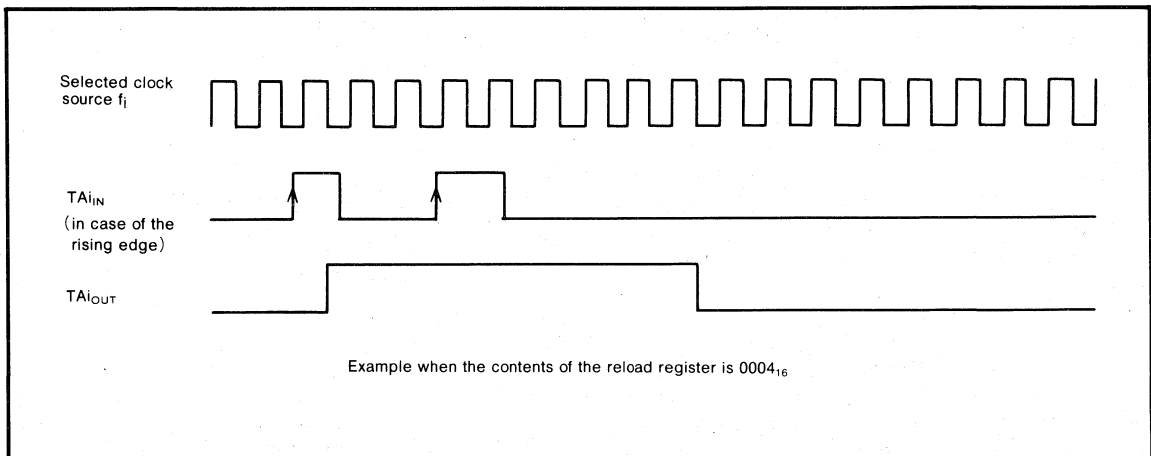 Selected clock
source fi
TAiIN
(in case of the
rising edge)
TAiOUT
Example when the contents of the reload register is 0004₁₆